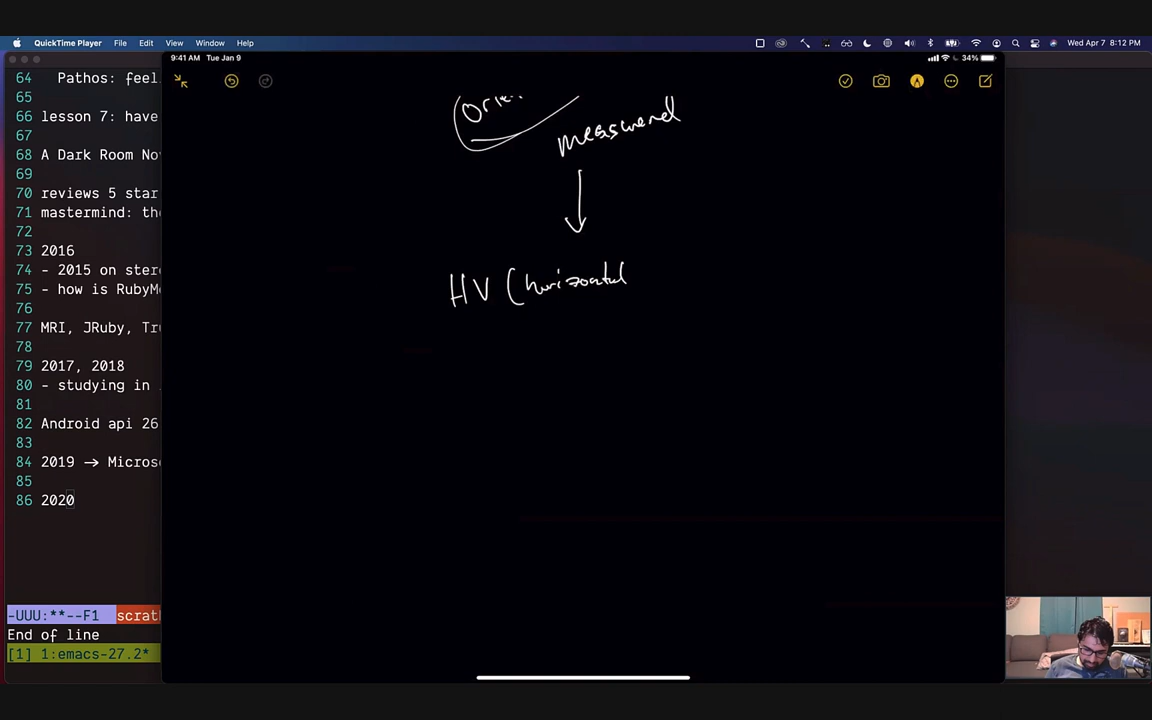 QuickTime Player File Edit View Window Help Wed Apr 7 8:12 PM
9:41 AM Tue Jan 9 34%
64 Pathos: feel
65
66 lesson 7: have
67
68 A Dark Room No
69
70 reviews 5 star
71 mastermind: the
72
73 2016
74 - 2015 on ster
75 - how is RubyM
76
77 MRI, JRuby, Tr
78
79 2017, 2018
80 - studying in
81
82 Android api 26
83
84 2019 → Micros
85
86 2020
-UUU:**--F1 scrat
End of line
[1] 1:emacs-27.2*
measured
HV (horizontal